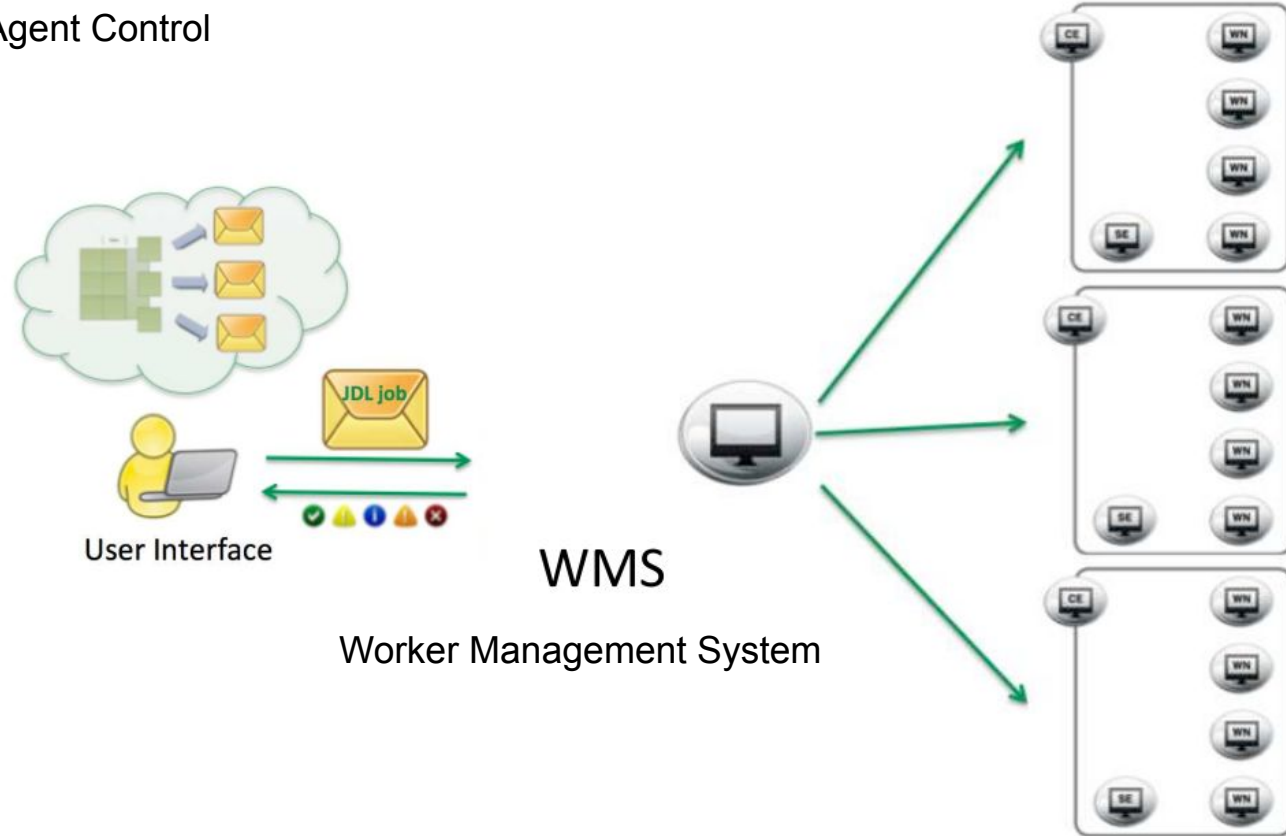 Agent Control
CE WN
WN
WN
SE WN
JDL job
CE WN
WN
WN
SE WN
User Interface
WMS
Worker Management System
CE WN
WN
WN
SE WN